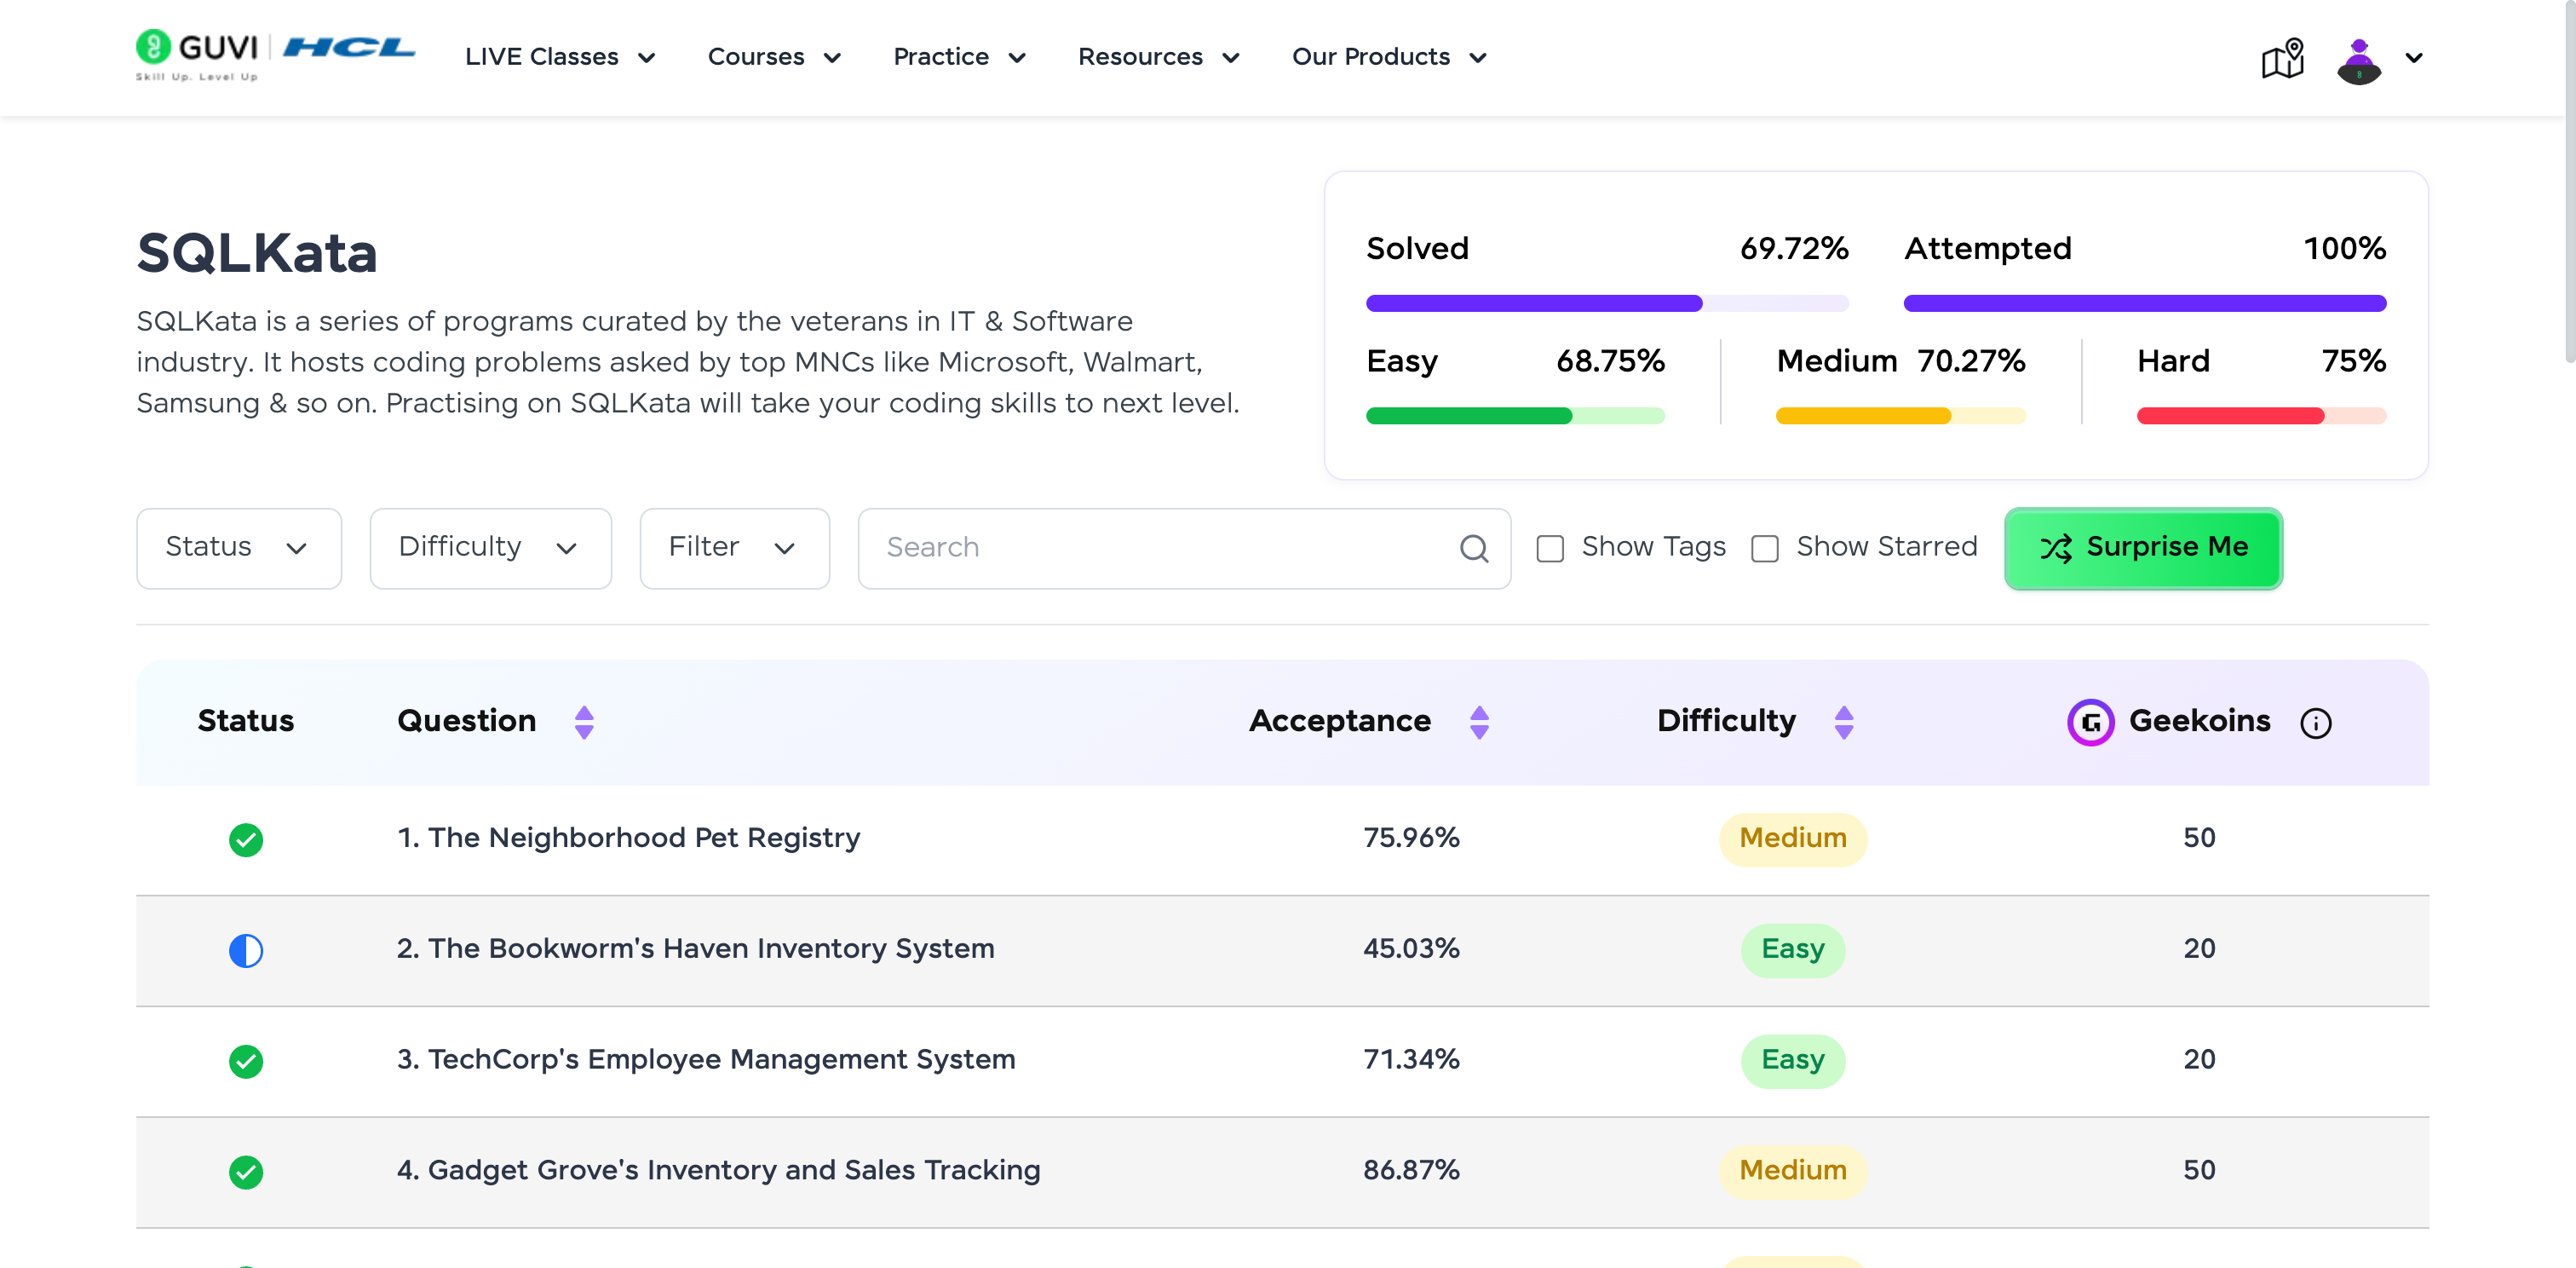 GUVI | HCL
Skill Up. Level Up
LIVE Classes
Courses
Practice
Resources
Our Products
SQLKata
SQLKata is a series of programs curated by the veterans in IT & Software
industry. It hosts coding problems asked by top MNCs like Microsoft, Walmart,
Samsung & so on. Practising on SQLKata will take your coding skills to next level.
Solved 69.72%
Attempted 100%
Easy 68.75%
Medium 70.27%
Hard 75%
Status
Difficulty
Filter
Search
Show Tags
Show Starred
Surprise Me
Status Question Acceptance Difficulty G Geekoins
1. The Neighborhood Pet Registry 75.96% Medium 50
2. The Bookworm's Haven Inventory System 45.03% Easy 20
3. TechCorp's Employee Management System 71.34% Easy 20
4. Gadget Grove's Inventory and Sales Tracking 86.87% Medium 50